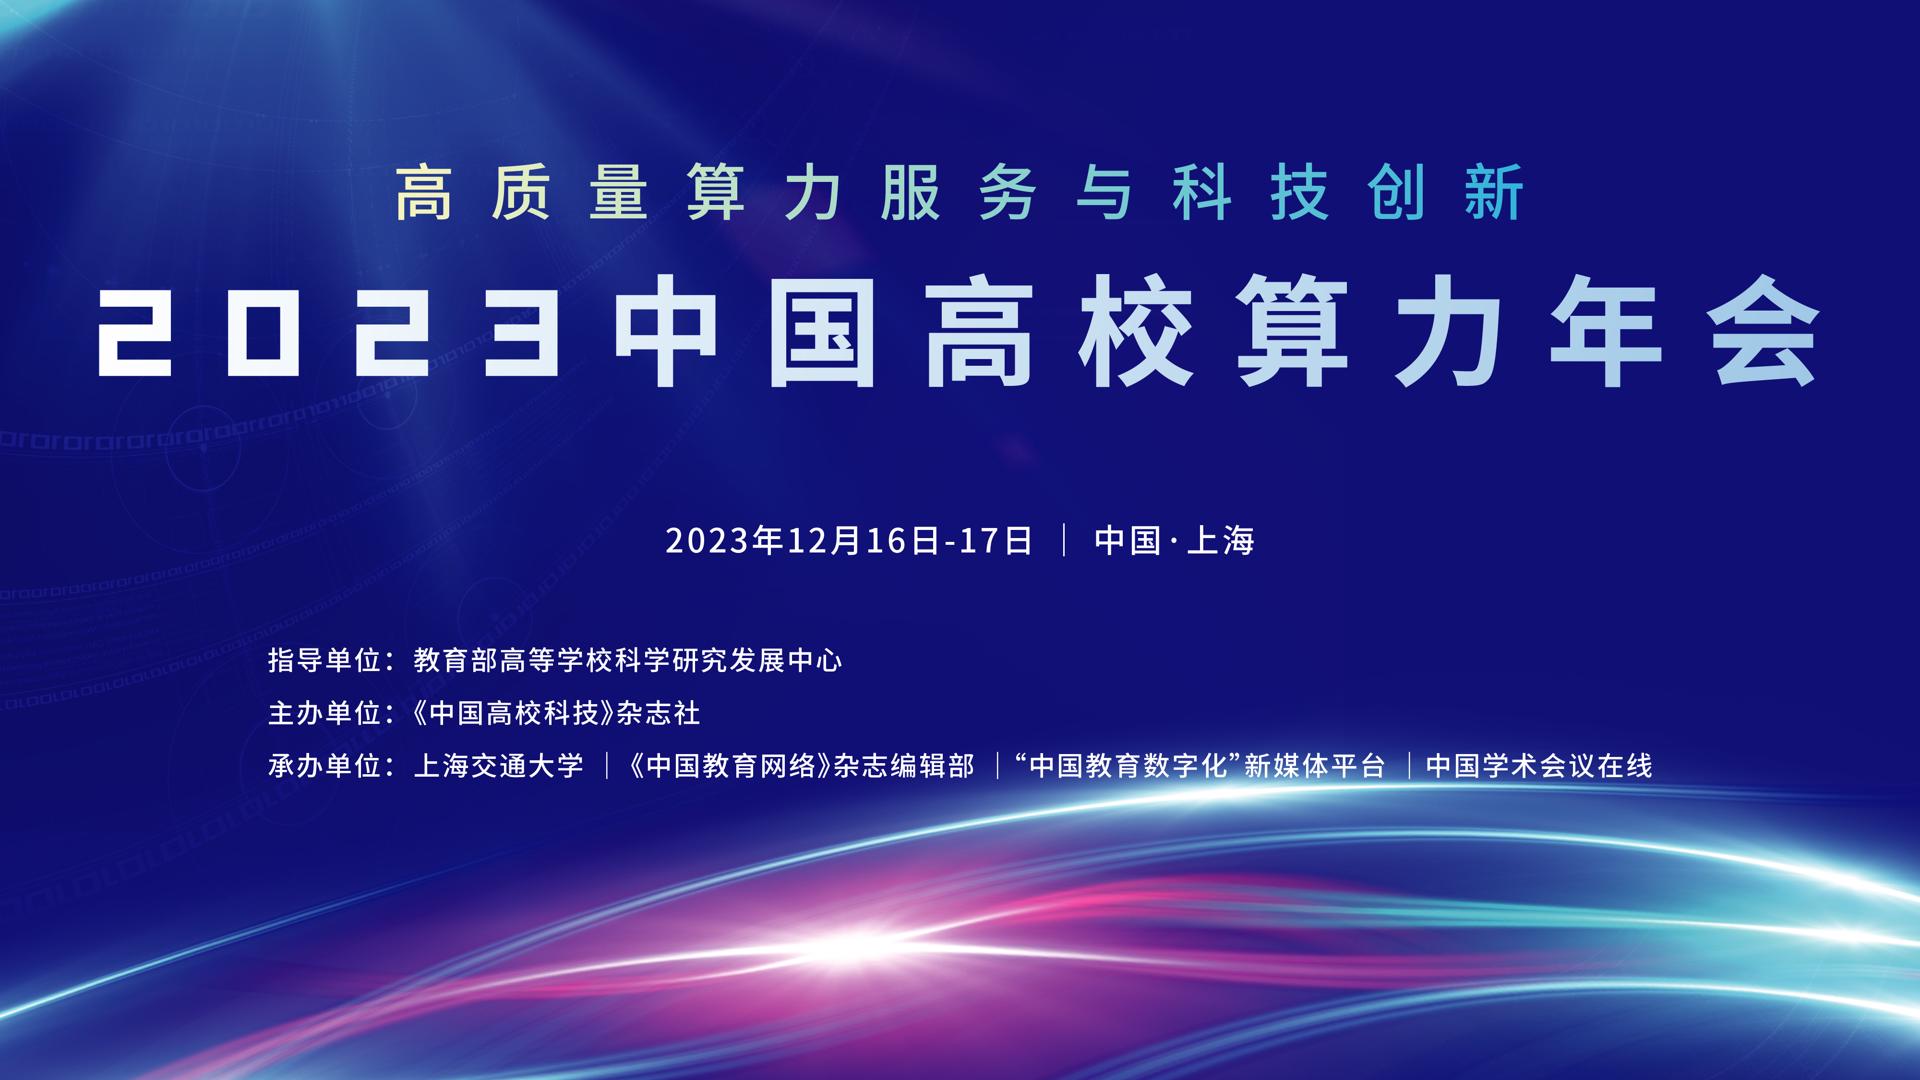 高质量算力服务与科技创新
2023中国高校算力年会
2023年12月16日-17日 ｜ 中国·上海
指导单位：教育部高等学校科学研究发展中心
主办单位：《中国高校科技》杂志社
承办单位：上海交通大学 ｜《中国教育网络》杂志编辑部 ｜“中国教育数字化”新媒体平台 ｜中国学术会议在线